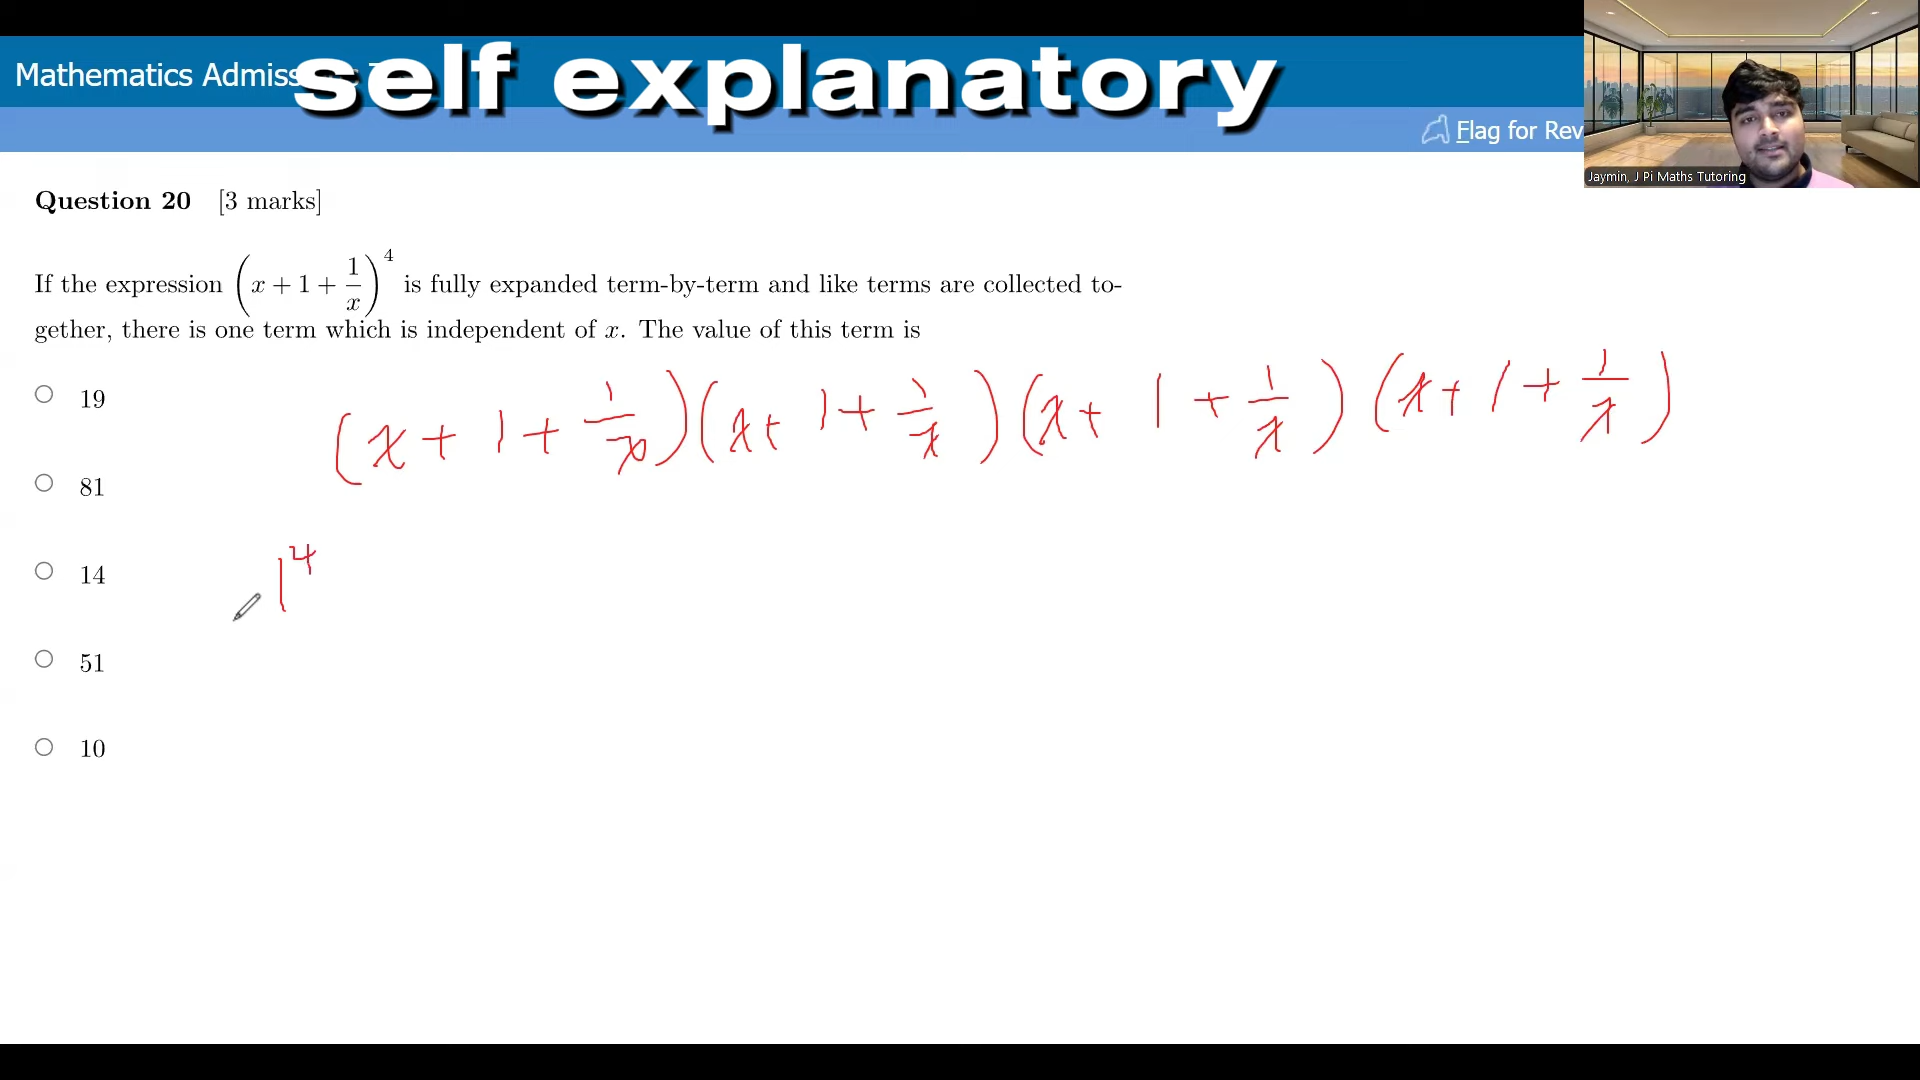 Mathematics Admiss
self explanatory
Flag for Rev
Jaymin, J Pi Maths Tutoring
Question 20 [3 marks]
If the expression (x + 1 + 1/x)^4 is fully expanded term-by-term and like terms are collected to-
gether, there is one term which is independent of x. The value of this term is
(x + 1 + 1/x)(x + 1 + 1/x)(x + 1 + 1/x)(x + 1 + 1/x)
19
81
1^4
14
51
10